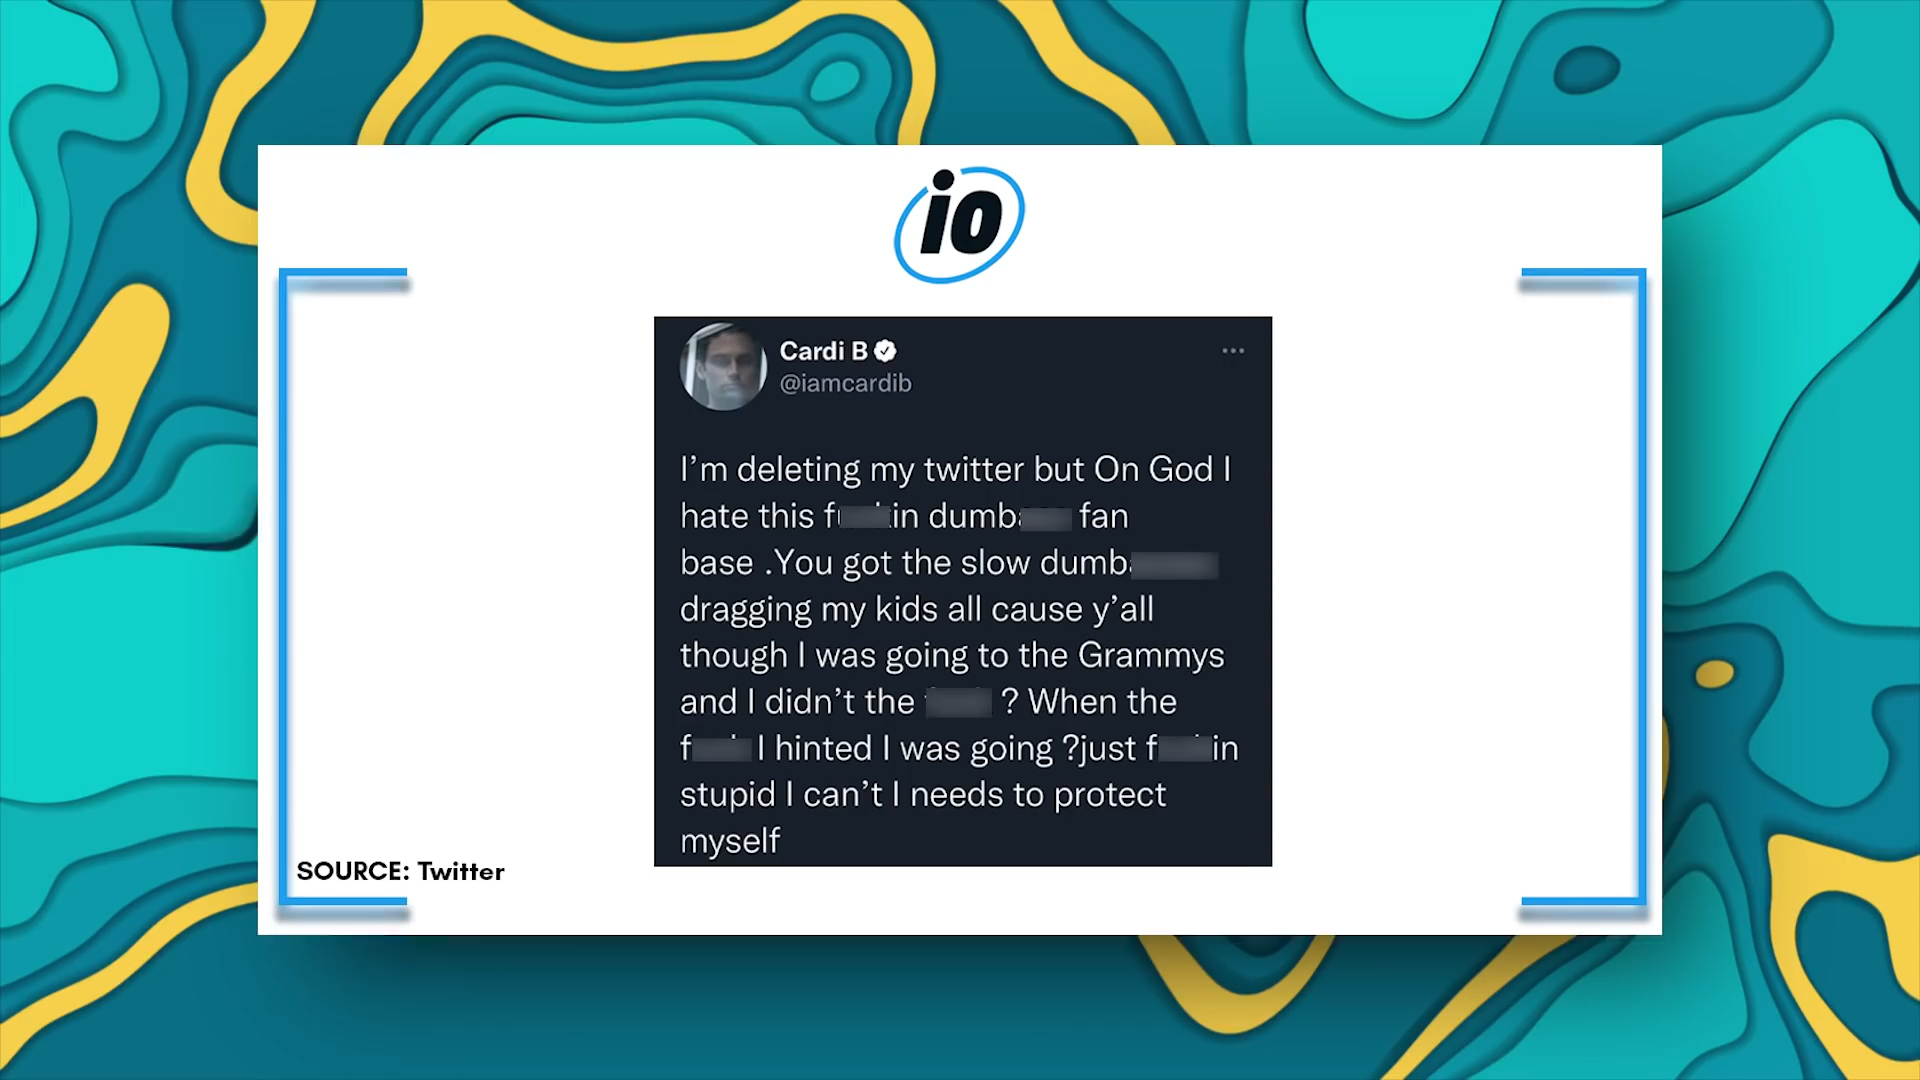 io
Cardi B
@iamcardib
I'm deleting my twitter but On God I
hate this f in dumb fan
base .You got the slow dumb
dragging my kids all cause y'all
though I was going to the Grammys
and I didn't the ? When the
f I hinted I was going ?just f in
stupid I can't I needs to protect
myself
SOURCE: Twitter